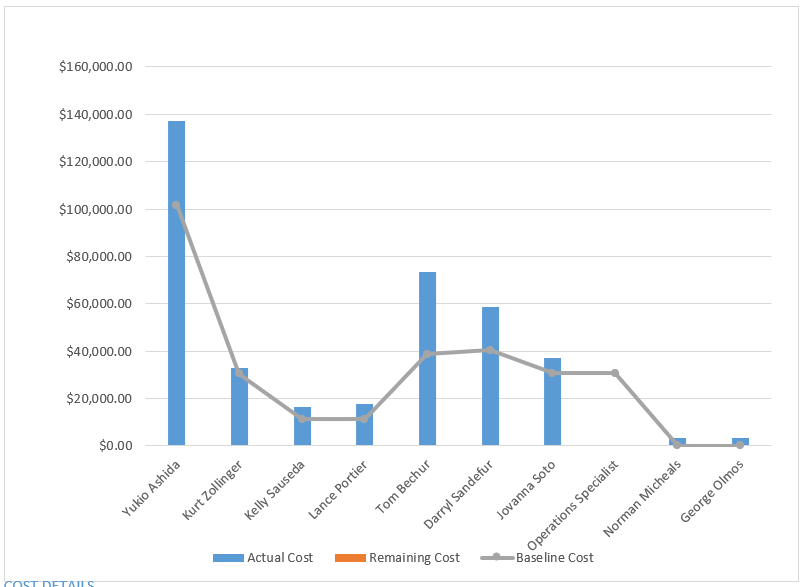 $160,000.00
$140,000.00
$120,000.00
$100,000.00
$80,000.00
$60,000.00
$40,000.00
$20,000.00
$0.00
Yukio Ashida
Kurt Zollinger
Kelly Sauseda
Lance Portier
Tom Bechur
Darryl Sandefur
Jovanna Soto
Operations Specialist
Norman Micheals
George Olmos
Actual Cost Remaining Cost Baseline Cost
COST DETAILS